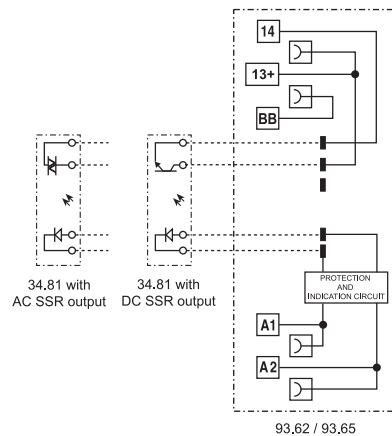 14
13+
BB
34.81 with
AC SSR output
34.81 with
DC SSR output
PROTECTION
AND
INDICATION CIRCUIT
A1
A2
93.62 / 93.65